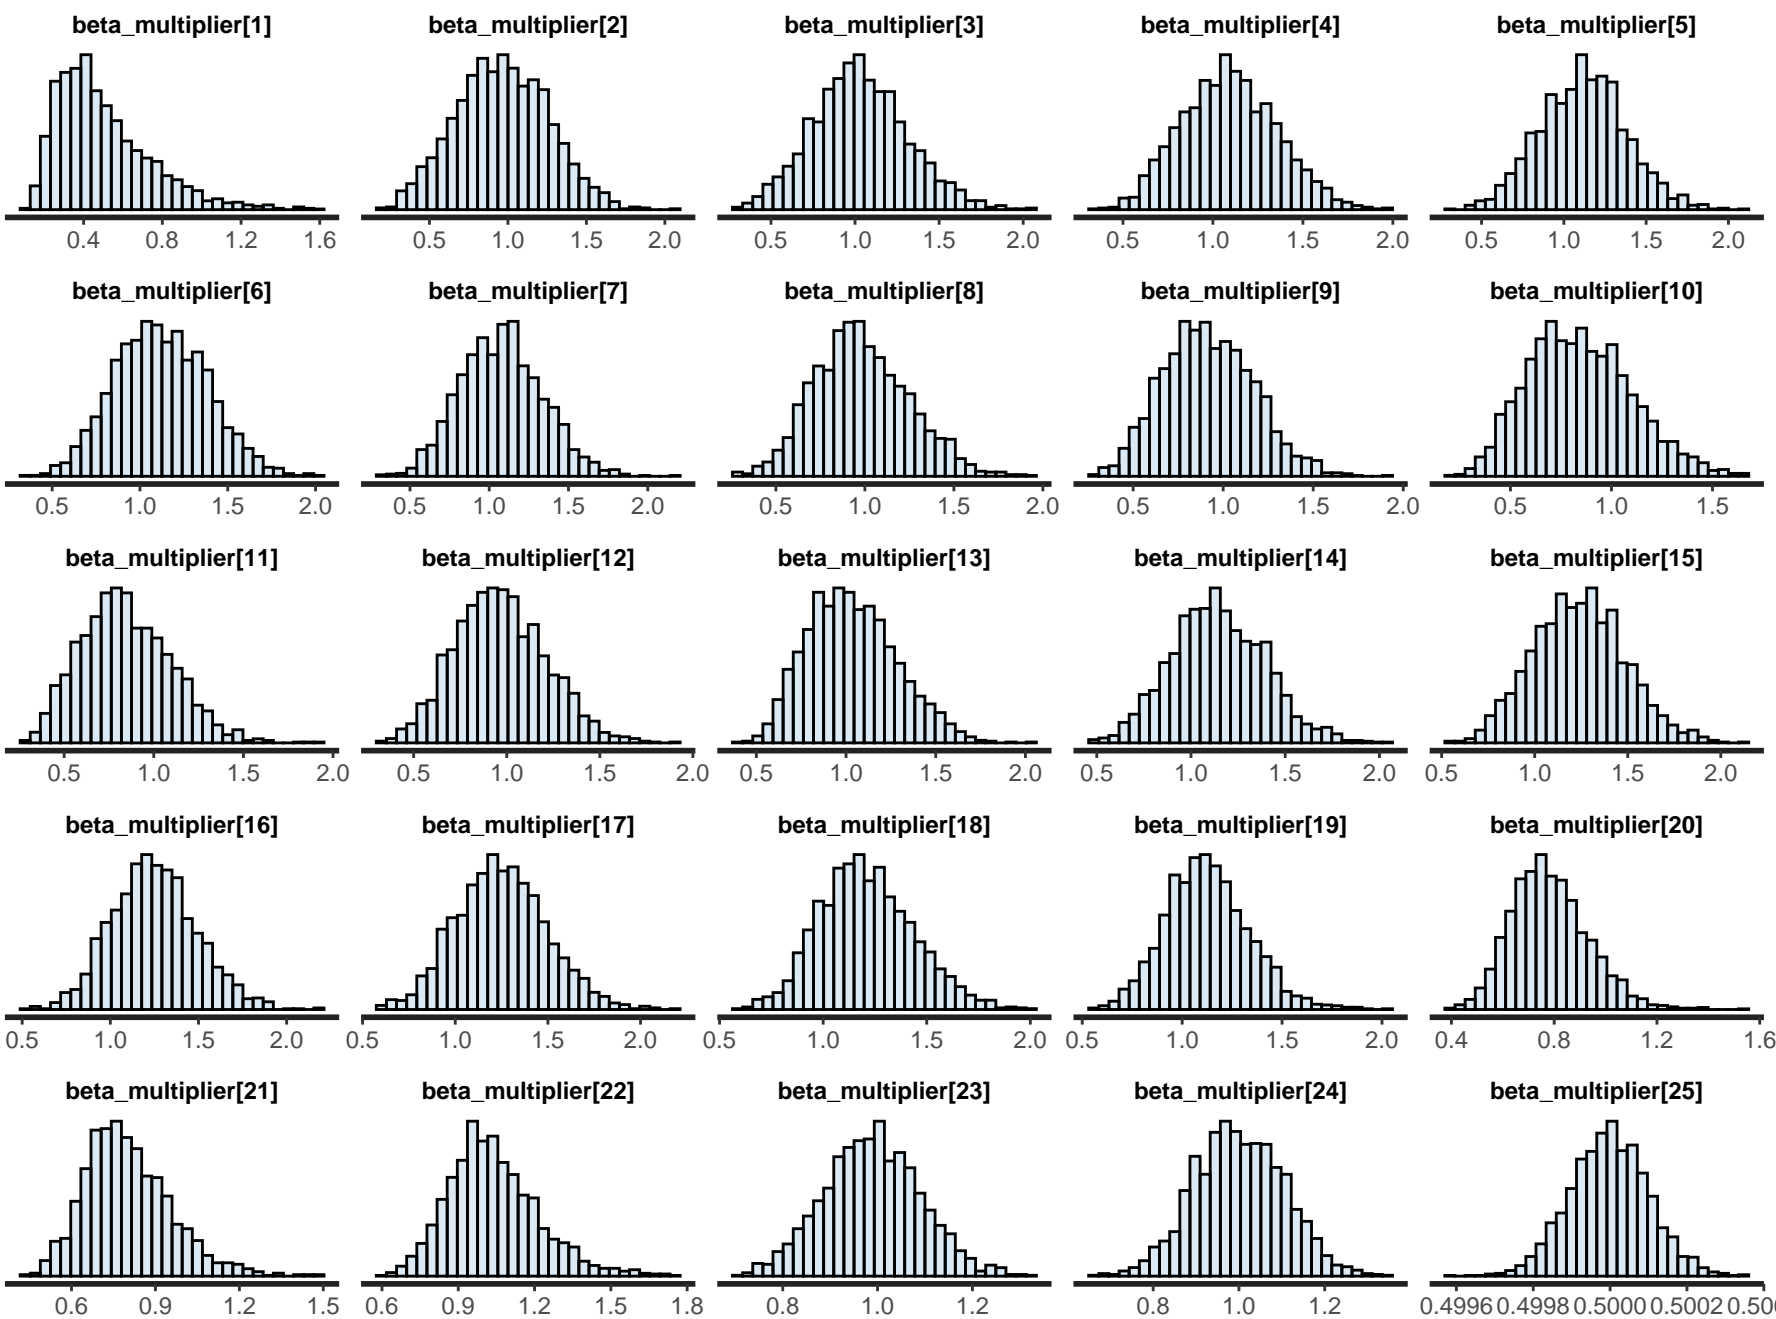 beta_multiplier[1] beta_multiplier[2] beta_multiplier[3] beta_multiplier[4] beta_multiplier[5]
0.4 0.8 1.2 1.6 0.5 1.0 1.5 2.0 0.5 1.0 1.5 2.0 0.5 1.0 1.5 2.0 0.5 1.0 1.5 2.0
beta_multiplier[6] beta_multiplier[7] beta_multiplier[8] beta_multiplier[9] beta_multiplier[10]
0.5 1.0 1.5 2.0 0.5 1.0 1.5 2.0 0.5 1.0 1.5 2.0 0.5 1.0 1.5 2.0 0.5 1.0 1.5
beta_multiplier[11] beta_multiplier[12] beta_multiplier[13] beta_multiplier[14] beta_multiplier[15]
0.5 1.0 1.5 2.0 0.5 1.0 1.5 2.0 0.5 1.0 1.5 2.0 0.5 1.0 1.5 2.0 0.5 1.0 1.5 2.0
beta_multiplier[16] beta_multiplier[17] beta_multiplier[18] beta_multiplier[19] beta_multiplier[20]
0.5 1.0 1.5 2.0 0.5 1.0 1.5 2.0 0.5 1.0 1.5 2.0 0.5 1.0 1.5 2.0 0.4 0.8 1.2 1.6
beta_multiplier[21] beta_multiplier[22] beta_multiplier[23] beta_multiplier[24] beta_multiplier[25]
0.6 0.9 1.2 1.5 0.6 0.9 1.2 1.5 1.8 0.8 1.0 1.2 0.8 1.0 1.2 0.4996 0.4998 0.5000 0.5002